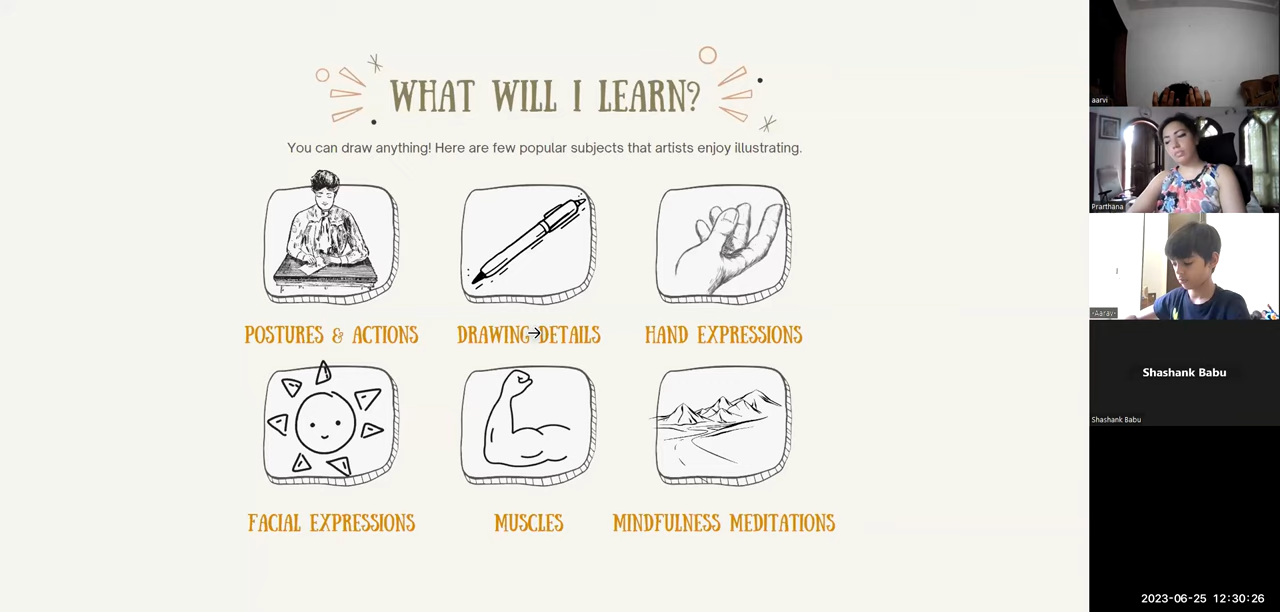 WHAT WILL I LEARN?
You can draw anything! Here are few popular subjects that artists enjoy illustrating.
POSTURES & ACTIONS
DRAWING DETAILS
HAND EXPRESSIONS
FACIAL EXPRESSIONS
MUSCLES
MINDFULNESS MEDITATIONS
aarvi
Prarthana
-Aarav-
Shashank Babu
Shashank Babu
2023-06-25 12:30:26